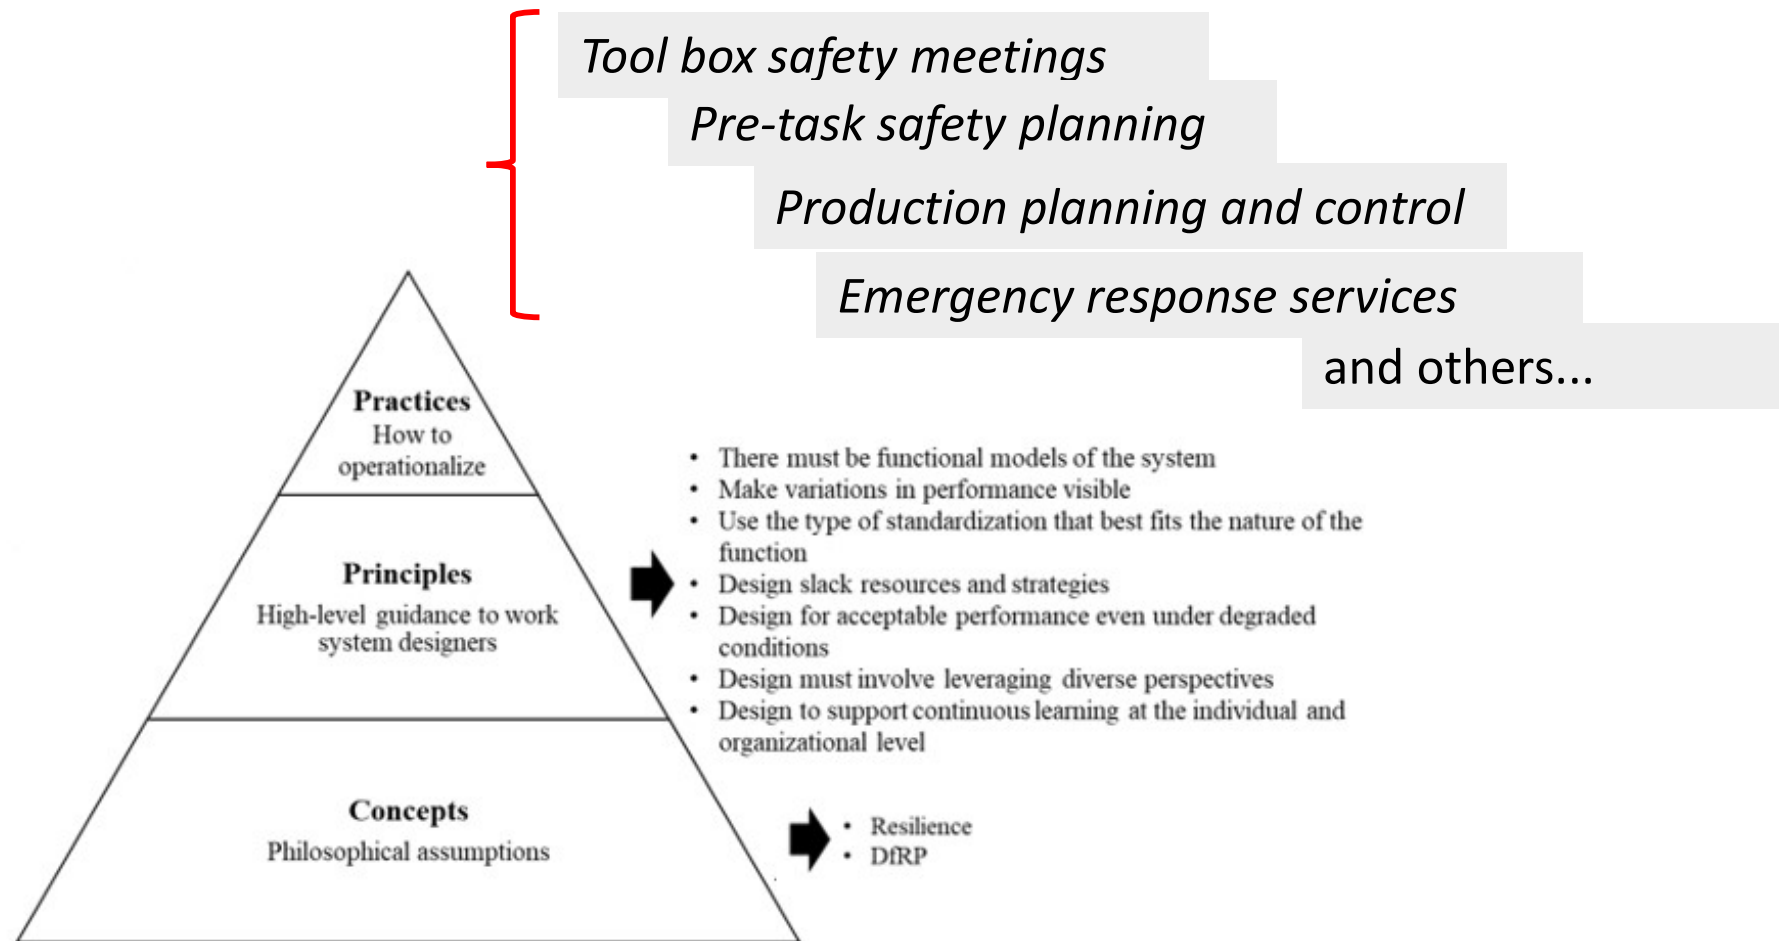 Tool box safety meetings
Pre-task safety planning
Production planning and control
Emergency response services
and others...
Practices
How to
operationalize
• There must be functional models of the system
• Make variations in performance visible
• Use the type of standardization that best fits the nature of the
function
• Design slack resources and strategies
• Design for acceptable performance even under degraded
conditions
• Design must involve leveraging diverse perspectives
• Design to support continuous learning at the individual and
organizational level
Principles
High-level guidance to work
system designers
Concepts
Philosophical assumptions
• Resilience
• DfRP